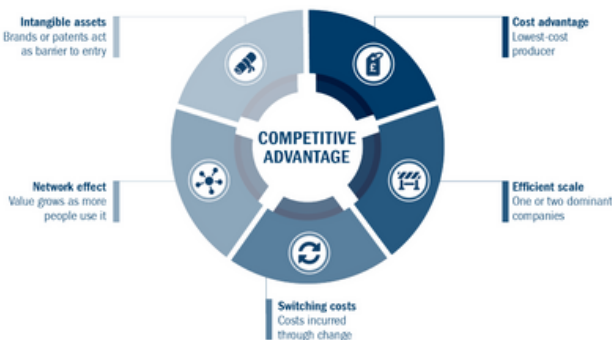 Intangible assets
Brands or patents act
as barrier to entry
Cost advantage
Lowest-cost
producer
£
COMPETITIVE
ADVANTAGE
Network effect
Value grows as more
people use it
Efficient scale
One or two dominant
companies
Switching costs
Costs incurred
through change